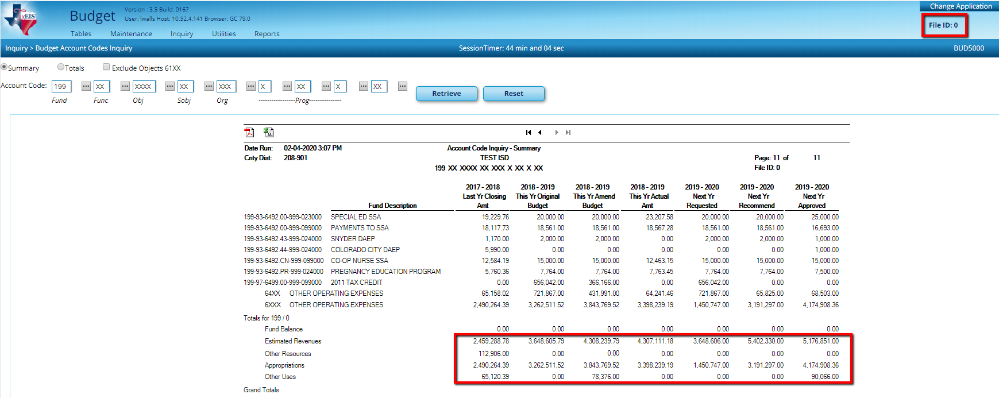 TxEIS
Budget
Version : 3.5 Build: 0167
User: lwalls Host: 10.52.4.141 Browser: GC 79.0
Change Application
File ID: 0
Tables Maintenance Inquiry Utilities Reports
Inquiry > Budget Account Codes Inquiry SessionTimer: 44 min and 04 sec BUD5000
Summary Totals Exclude Objects 61XX
Account Code: 199 ... XX ... XXXX ... XX ... XXX ... X ... XX ... X ... XX ... Retrieve Reset
Fund Func Obj Sobj Org -----------------Prog---------------
Date Run: 02-04-2020 3:07 PM Account Code Inquiry - Summary
Cnty Dist: 208-901 TEST ISD Page: 11 of 11
199 XX XXXX XX XXX X XX X XX File ID: 0
2017 - 2018 2018 - 2019 2018 - 2019 2018 - 2019 2019 - 2020 2019 - 2020 2019 - 2020
Last Yr Closing This Yr Original This Yr Amend This Yr Actual Next Yr Next Yr Next Yr
Fund Description Amt Budget Budget Amt Requested Recommend Approved
199-93-6492.00-999-023000 SPECIAL ED SSA 19,229.76 20,000.00 20,000.00 23,207.58 20,000.00 20,000.00 25,000.00
199-93-6492.00-999-099000 PAYMENTS TO SSA 18,117.73 18,561.00 18,561.00 18,567.28 18,561.00 18,561.00 16,693.00
199-93-6492.43-999-024000 SNYDER DAEP 1,170.00 2,000.00 2,000.00 0.00 2,000.00 2,000.00 1,000.00
199-93-6492.44-999-024000 COLORADO CITY DAEP 5,990.00 0.00 0.00 0.00 0.00 0.00 1,000.00
199-93-6492.CN-999-099000 CO-OP NURSE SSA 12,584.19 15,000.00 15,000.00 12,463.15 15,000.00 15,000.00 15,000.00
199-93-6492.PR-999-024000 PREGNANCY EDUCATION PROGRAM 5,760.36 7,764.00 7,764.00 7,763.45 7,764.00 7,764.00 7,500.00
199-97-6499.00-999-099000 2011 TAX CREDIT 0.00 656,042.00 366,166.00 0.00 656,042.00 0.00 0.00
64XX OTHER OPERATING EXPENSES 65,158.02 721,867.00 431,991.00 64,241.46 721,867.00 65,825.00 68,503.00
6XXX OTHER OPERATING EXPENSES 2,490,264.39 3,262,511.52 3,843,769.52 3,398,239.19 1,450,747.00 3,191,297.00 4,174,908.36
Totals for 199 / 0
Fund Balance 0.00 0.00 0.00 0.00 0.00 0.00 0.00
Estimated Revenues 2,459,288.78 3,648,605.79 4,308,239.79 4,307,111.18 3,648,606.00 5,402,330.00 5,176,851.00
Other Resources 112,906.00 0.00 0.00 0.00 0.00 0.00 0.00
Appropriations 2,490,264.39 3,262,511.52 3,843,769.52 3,398,239.19 1,450,747.00 3,191,297.00 4,174,908.36
Other Uses 65,120.39 0.00 78,376.00 0.00 0.00 0.00 90,066.00
Grand Totals